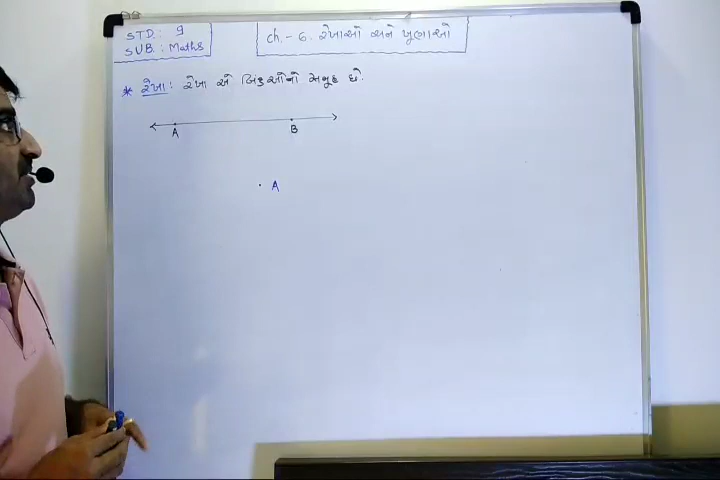 STD.: 9
SUB.: Maths
Ch.- 6. રેખાઓ અને ખૂણાઓ
* રેખા: રેખા એ બિંદુઓનો સમૂહ છે.
A B
A